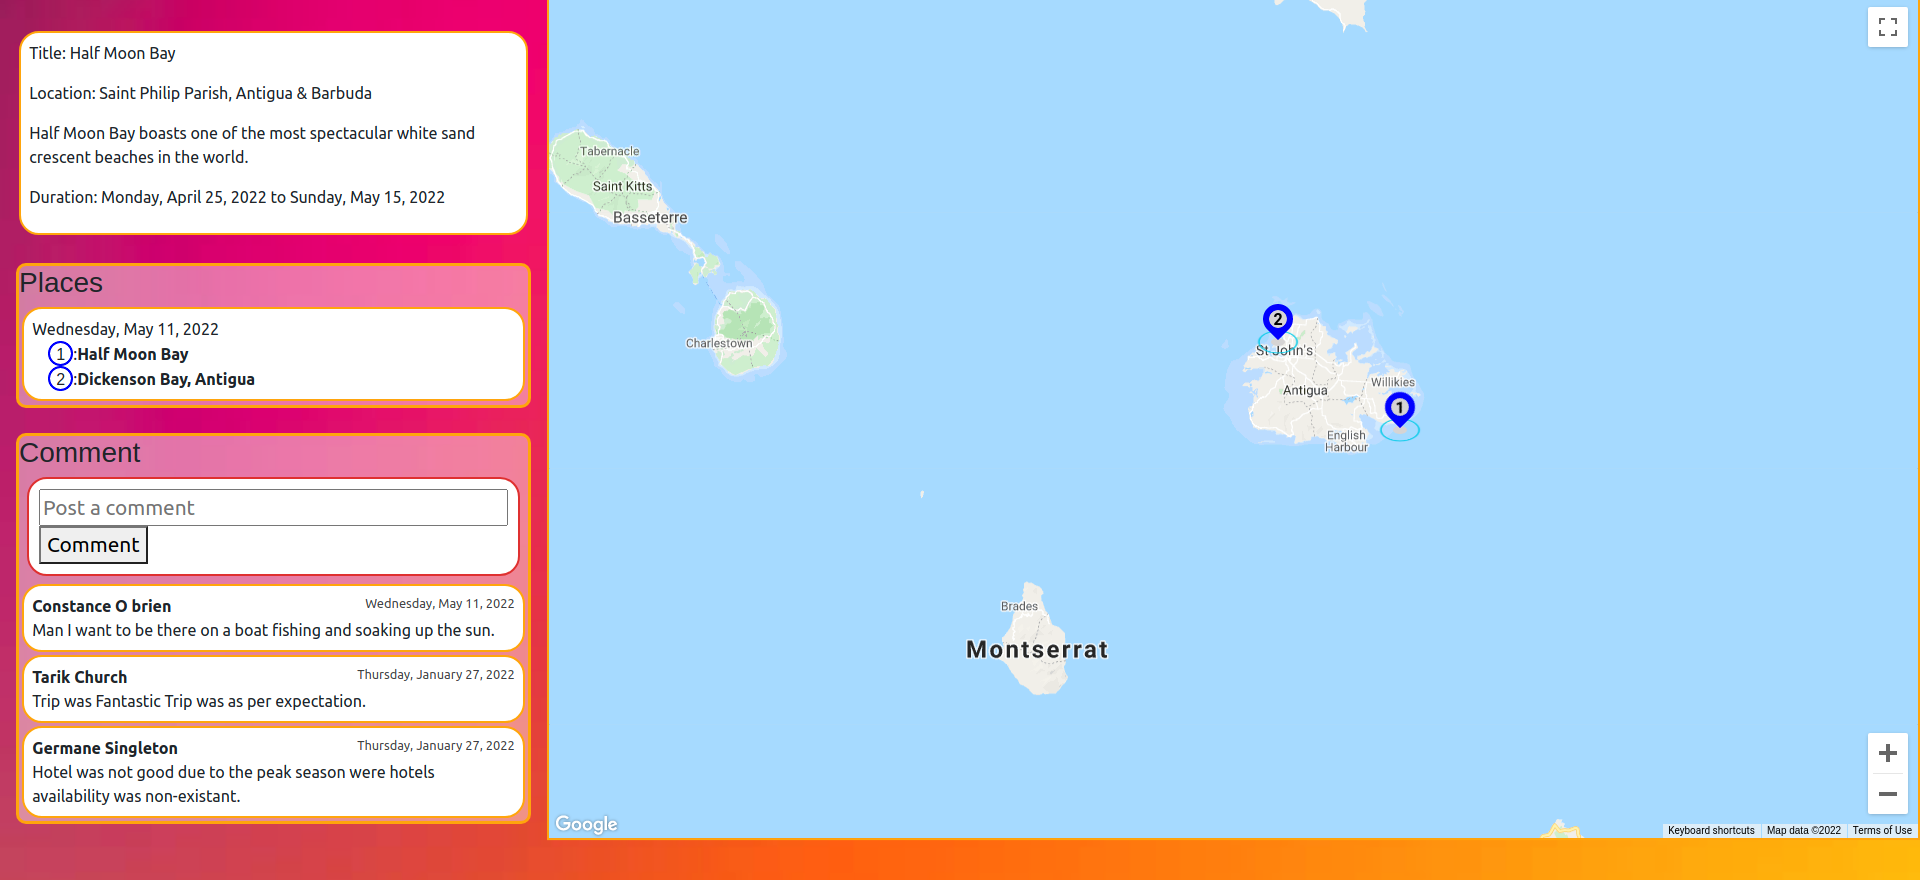 Title: Half Moon Bay
Location: Saint Philip Parish, Antigua & Barbuda
Half Moon Bay boasts one of the most spectacular white sand
crescent beaches in the world.
Duration: Monday, April 25, 2022 to Sunday, May 15, 2022
Places
Wednesday, May 11, 2022
1:Half Moon Bay
2:Dickenson Bay, Antigua
Comment
Post a comment
Comment
Constance O brien
Wednesday, May 11, 2022
Man I want to be there on a boat fishing and soaking up the sun.
Tarik Church
Thursday, January 27, 2022
Trip was Fantastic Trip was as per expectation.
Germane Singleton
Thursday, January 27, 2022
Hotel was not good due to the peak season were hotels
availability was non-existant.
Tabernacle
Saint Kitts
Basseterre
Charlestown
2
St John's
Willikies
Antigua
1
English
Harbour
Brades
Montserrat
Google
Keyboard shortcuts
Map data ©2022
Terms of Use